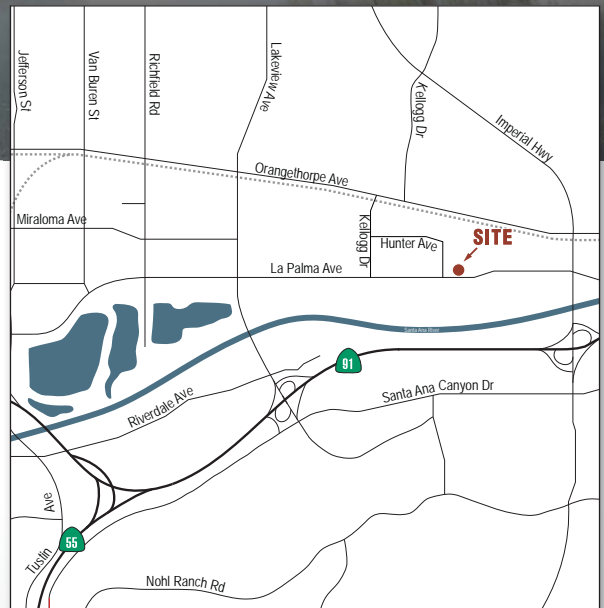 Jefferson St
Van Buren St
Richfield Rd
Lakeview Ave
Kellogg Dr
Imperial Hwy
Orangethorpe Ave
Miraloma Ave
Kellogg Dr
Hunter Ave
SITE
La Palma Ave
Santa Ana River
91
Santa Ana Canyon Dr
Riverdale Ave
Tustin Ave
55
Nohl Ranch Rd